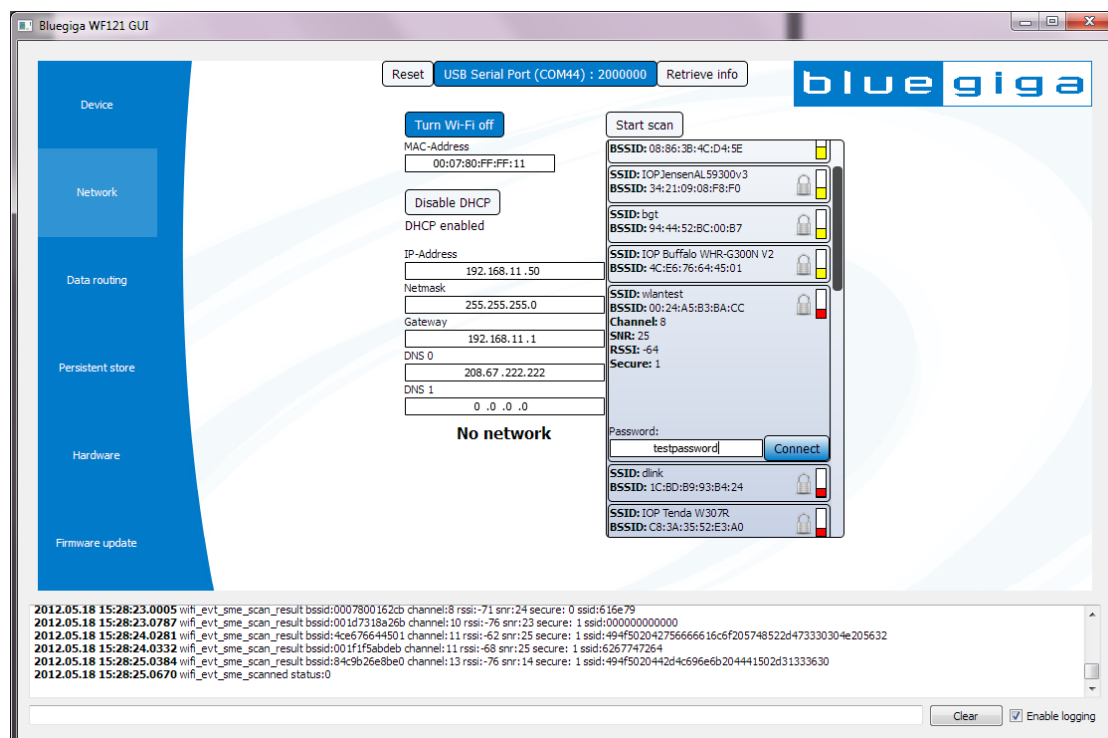 Bluegiga WF121 GUI
Reset
USB Serial Port (COM44) : 2000000
Retrieve info
bluegiga
Device
Network
Data routing
Persistent store
Hardware
Firmware update
Turn Wi-Fi off
MAC-Address
00:07:80:FF:FF:11
Disable DHCP
DHCP enabled
IP-Address
192.168.11.50
Netmask
255.255.255.0
Gateway
192.168.11.1
DNS 0
208.67.222.222
DNS 1
0.0.0.0
No network
Start scan
BSSID: 08:86:3B:4C:D4:5E
SSID: IOPJensenAL59300v3
BSSID: 34:21:09:08:F8:F0
SSID: bgt
BSSID: 94:44:52:BC:00:B7
SSID: IOP Buffalo WHR-G300N V2
BSSID: 4C:E6:76:64:45:01
SSID: wlantest
BSSID: 00:24:A5:B3:BA:CC
Channel: 8
SNR: 25
RSSI: -64
Secure: 1
Password:
testpassword
Connect
SSID: dlink
BSSID: 1C:BD:B9:93:B4:24
SSID: IOP Tenda W307R
BSSID: C8:3A:35:52:E3:A0
2012.05.18 15:28:23.0005 wifi_evt_sme_scan_result bssid:0007800162cb channel:8 rssi:-71 snr:24 secure: 0 ssid:616e79
2012.05.18 15:28:23.0787 wifi_evt_sme_scan_result bssid:001d7318a26b channel:10 rssi:-76 snr:23 secure: 1 ssid:000000000000
2012.05.18 15:28:24.0281 wifi_evt_sme_scan_result bssid:4ce676644501 channel:11 rssi:-62 snr:25 secure: 1 ssid:494f502042756666616c6f205748522d473330304e205632
2012.05.18 15:28:24.0332 wifi_evt_sme_scan_result bssid:001f1f5abdeb channel:11 rssi:-68 snr:25 secure: 1 ssid:6267747264
2012.05.18 15:28:25.0384 wifi_evt_sme_scan_result bssid:84c9b26e8be0 channel:13 rssi:-76 snr:14 secure: 1 ssid:494f5020442d4c696e6b204441502d31333630
2012.05.18 15:28:25.0670 wifi_evt_sme_scanned status:0
Clear
Enable logging